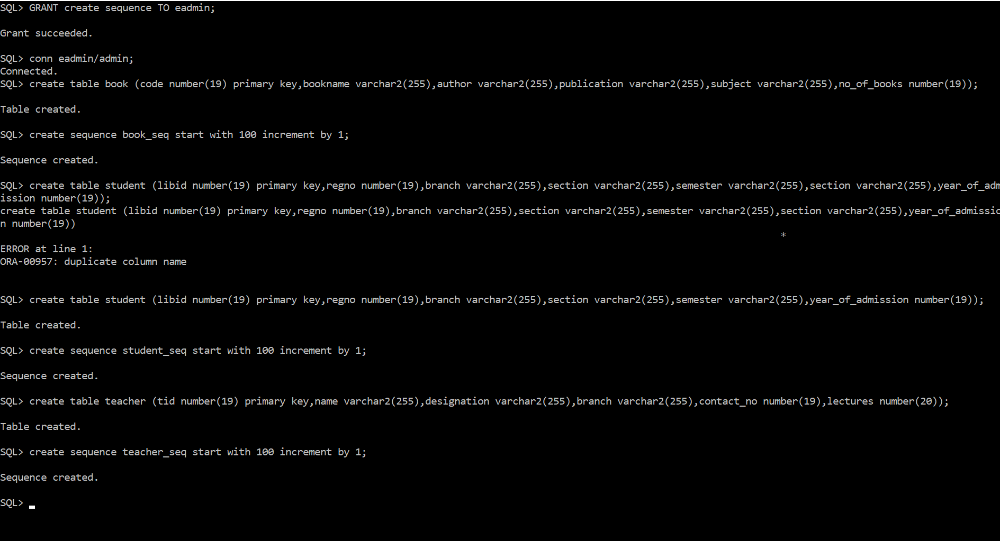 SQL> GRANT create sequence TO eadmin;
Grant succeeded.
SQL> conn eadmin/admin;
Connected.
SQL> create table book (code number(19) primary key,bookname varchar2(255),author varchar2(255),publication varchar2(255),subject varchar2(255),no_of_books number(19));
Table created.
SQL> create sequence book_seq start with 100 increment by 1;
Sequence created.
SQL> create table student (libid number(19) primary key,regno number(19),branch varchar2(255),section varchar2(255),semester varchar2(255),section varchar2(255),year_of_adm
ission number(19));
create table student (libid number(19) primary key,regno number(19),branch varchar2(255),section varchar2(255),semester varchar2(255),section varchar2(255),year_of_admissio
n number(19))
*
ERROR at line 1:
ORA-00957: duplicate column name
SQL> create table student (libid number(19) primary key,regno number(19),branch varchar2(255),section varchar2(255),semester varchar2(255),year_of_admission number(19));
Table created.
SQL> create sequence student_seq start with 100 increment by 1;
Sequence created.
SQL> create table teacher (tid number(19) primary key,name varchar2(255),designation varchar2(255),branch varchar2(255),contact_no number(19),lectures number(20));
Table created.
SQL> create sequence teacher_seq start with 100 increment by 1;
Sequence created.
SQL>